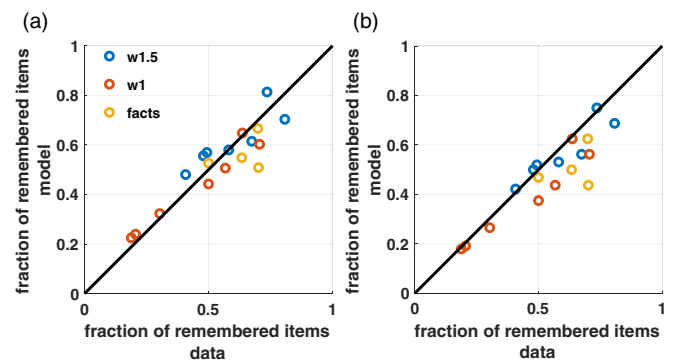 (a)
fraction of remembered items
model
1
0.8
0.6
0.4
0.2
0
0
0.5
1
w1.5
w1
facts
fraction of remembered items
data
(b)
fraction of remembered items
model
1
0.8
0.6
0.4
0.2
0
0
0.5
1
fraction of remembered items
data